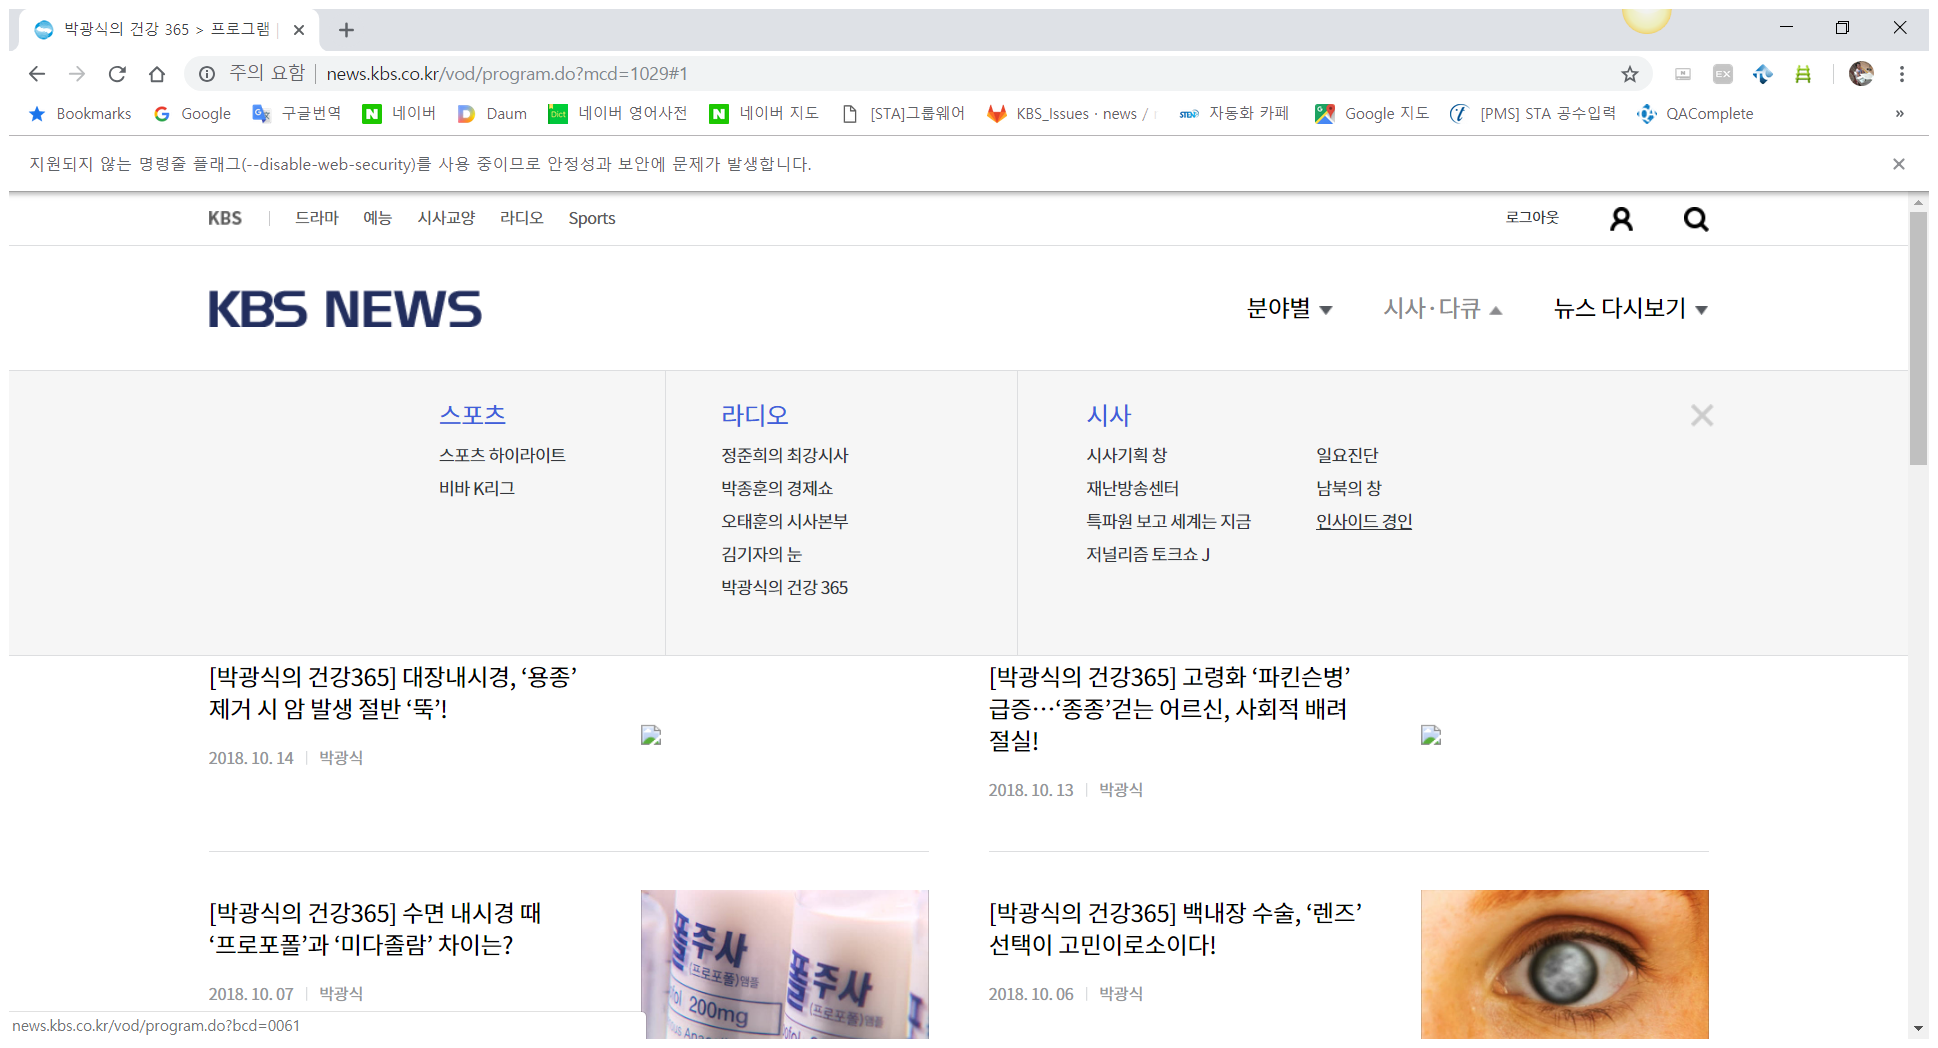 박광식의 건강 365 > 프로그램
주의 요함 news.kbs.co.kr/vod/program.do?mcd=1029#1
EX
Bookmarks Google 구글번역 네이버 Daum 네이버 영어사전 네이버 지도 [STA]그룹웨어 KBS_Issues · news / 자동화 카페 Google 지도 [PMS] STA 공수입력 QAComplete »
지원되지 않는 명령줄 플래그(--disable-web-security)를 사용 중이므로 안정성과 보안에 문제가 발생합니다.
KBS 드라마 예능 시사교양 라디오 Sports 로그아웃
KBS NEWS 분야별 시사·다큐 뉴스 다시보기
스포츠
스포츠 하이라이트
비바 K리그
라디오
정준희의 최강시사
박종훈의 경제쇼
오태훈의 시사본부
김기자의 눈
박광식의 건강 365
시사
시사기획 창
재난방송센터
특파원 보고 세계는 지금
저널리즘 토크쇼 J
일요진단
남북의 창
인사이드 경인
[박광식의 건강365] 대장내시경, ‘용종’
제거 시 암 발생 절반 ‘뚝’!
2018. 10. 14 박광식
[박광식의 건강365] 고령화 ‘파킨슨병’
급증…‘종종’걷는 어르신, 사회적 배려
절실!
2018. 10. 13 박광식
[박광식의 건강365] 수면 내시경 때
‘프로포폴’과 ‘미다졸람’ 차이는?
2018. 10. 07 박광식
폴주사
(프로포폴)앰플
200mg
폴주사
(프로포폴)앰플
[박광식의 건강365] 백내장 수술, ‘렌즈’
선택이 고민이로소이다!
2018. 10. 06 박광식
news.kbs.co.kr/vod/program.do?bcd=0061